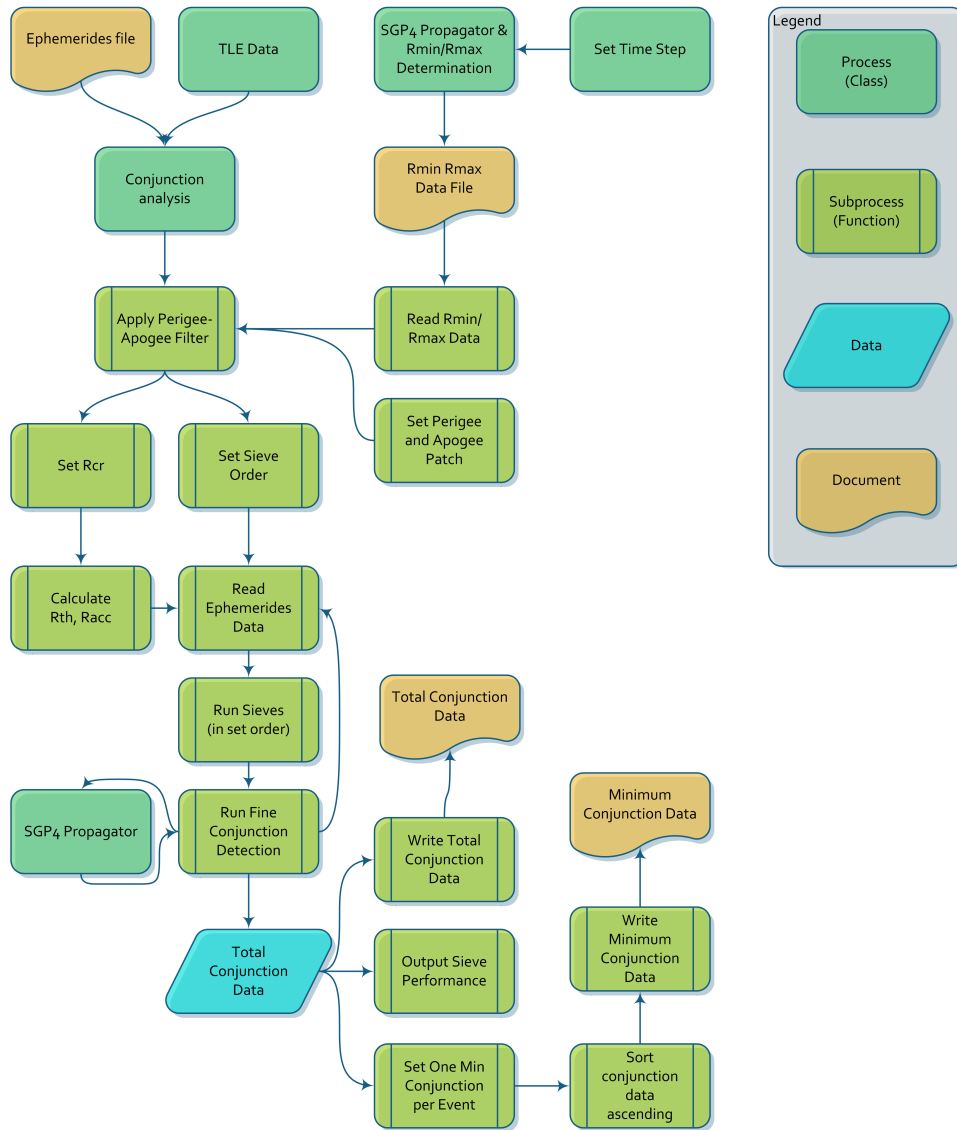 Ephemerides file
TLE Data
SGP4 Propagator &
Rmin/Rmax
Determination
Set Time Step
Legend
Process
(Class)
Conjunction
analysis
Rmin Rmax
Data File
Subprocess
(Function)
Apply Perigee-
Apogee Filter
Read Rmin/
Rmax Data
Data
Set Rcr
Set Sieve
Order
Set Perigee
and Apogee
Patch
Document
Calculate
Rth, Racc
Read
Ephemerides
Data
Run Sieves
(in set order)
Total Conjunction
Data
SGP4 Propagator
Run Fine
Conjunction
Detection
Write Total
Conjunction
Data
Minimum
Conjunction Data
Total
Conjunction
Data
Output Sieve
Performance
Write
Minimum
Conjunction
Data
Set One Min
Conjunction
per Event
Sort
conjunction
data
ascending